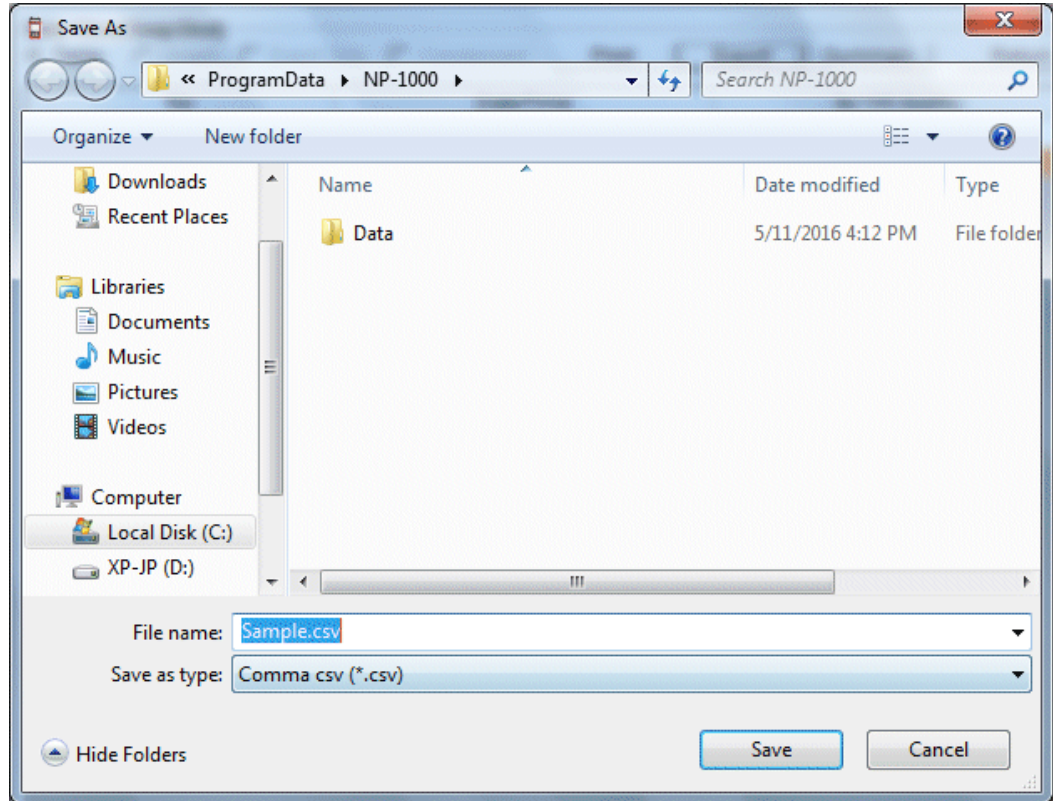 Save As
« ProgramData ▸ NP-1000 ▸
Search NP-1000
Organize
New folder
Downloads
Recent Places
Libraries
Documents
Music
Pictures
Videos
Computer
Local Disk (C:)
XP-JP (D:)
Name Date modified Type
Data 5/11/2016 4:12 PM File folder
File name: Sample.csv
Save as type: Comma csv (*.csv)
Hide Folders
Save
Cancel